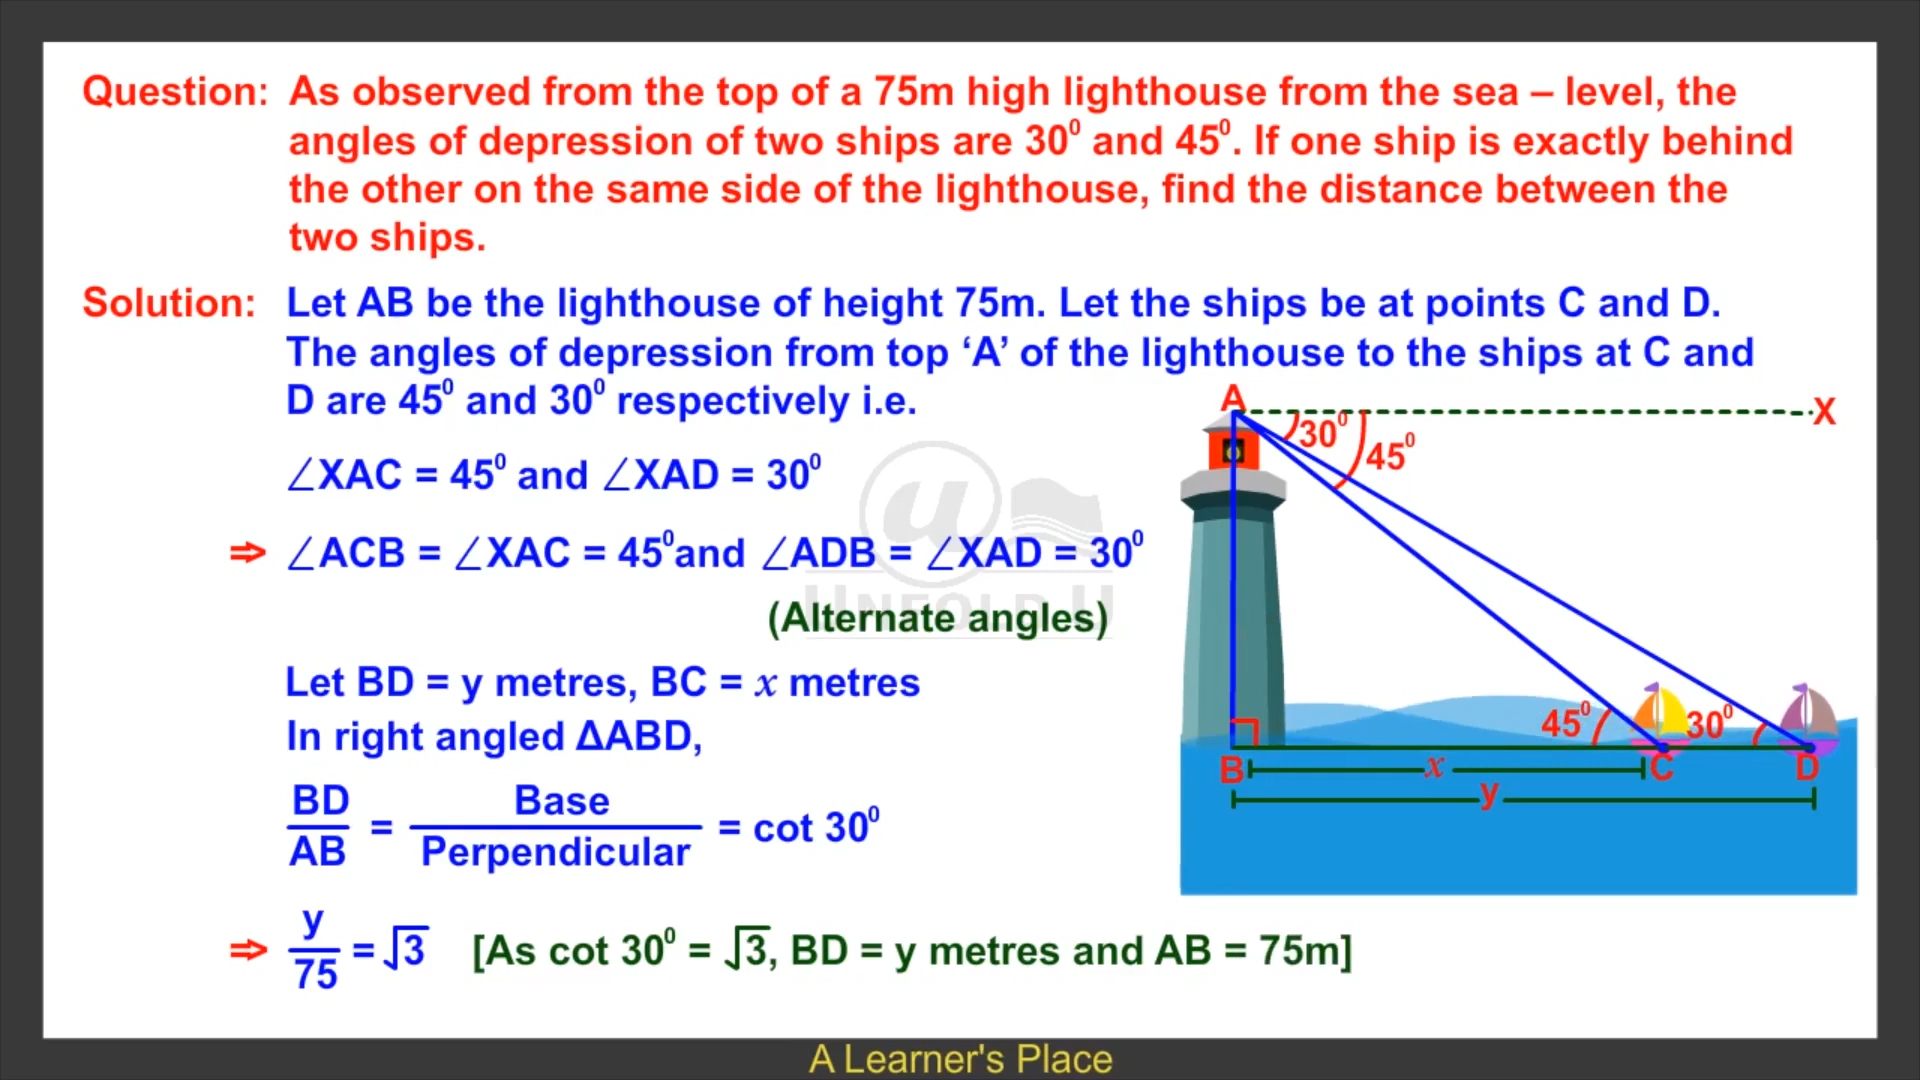 Question: As observed from the top of a 75m high lighthouse from the sea – level, the
angles of depression of two ships are 30⁰ and 45⁰. If one ship is exactly behind
the other on the same side of the lighthouse, find the distance between the
two ships.
Solution: Let AB be the lighthouse of height 75m. Let the ships be at points C and D.
The angles of depression from top ‘A’ of the lighthouse to the ships at C and
D are 45⁰ and 30⁰ respectively i.e.
∠XAC = 45⁰ and ∠XAD = 30⁰
⇒ ∠ACB = ∠XAC = 45⁰and ∠ADB = ∠XAD = 30⁰
(Alternate angles)
Let BD = y metres, BC = x metres
In right angled ΔABD,
BD/AB = Base/Perpendicular = cot 30⁰
⇒ y/75 = √3 [As cot 30⁰ = √3, BD = y metres and AB = 75m]
A
X
30⁰
45⁰
45⁰
30⁰
B
x
C
D
y
u
UNFOLD U
A Learner's Place